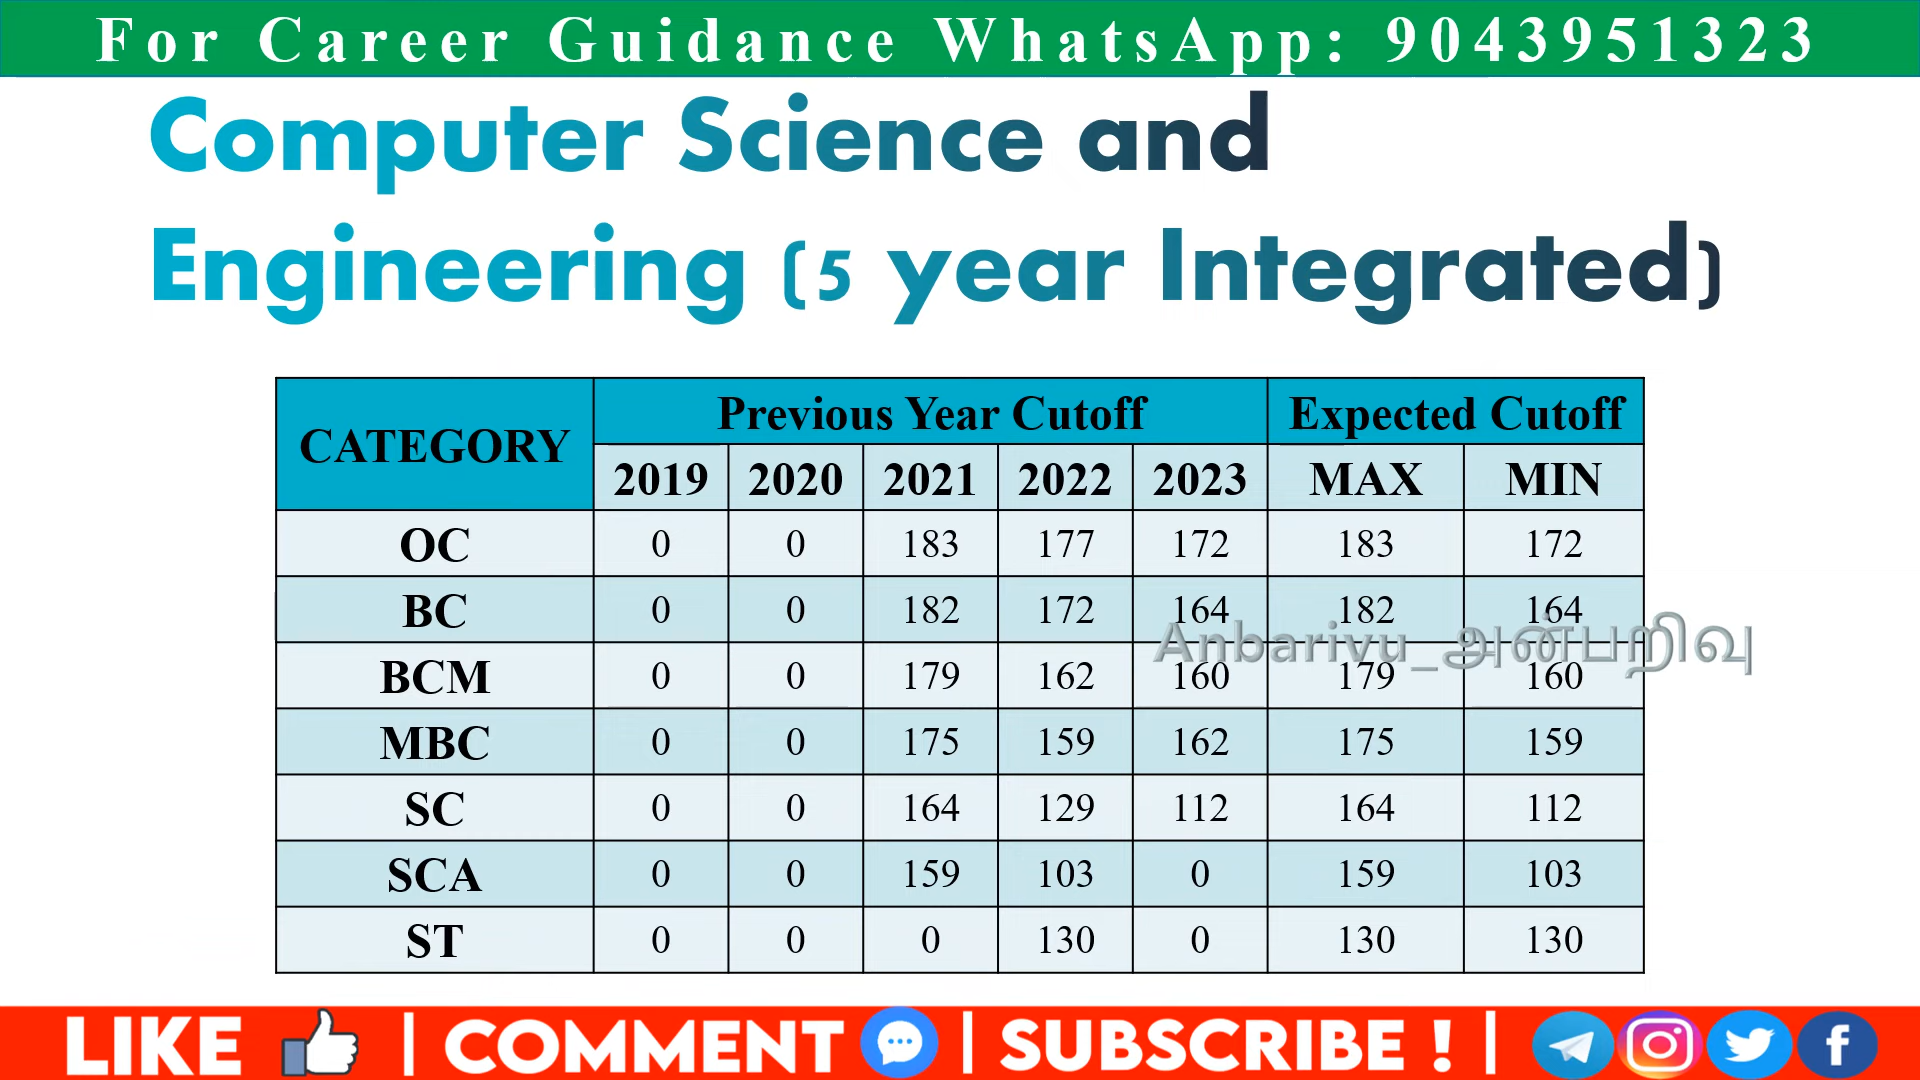 For Career Guidance WhatsApp: 9043951323
Computer Science and
Engineering (5 year Integrated)
CATEGORY Previous Year Cutoff Expected Cutoff
2019 2020 2021 2022 2023 MAX MIN
OC 0 0 183 177 172 183 172
BC 0 0 182 172 164 182 164
Anbarivu_அன்பறிவு
BCM 0 0 179 162 160 179 160
MBC 0 0 175 159 162 175 159
SC 0 0 164 129 112 164 112
SCA 0 0 159 103 0 159 103
ST 0 0 0 130 0 130 130
LIKE | COMMENT | SUBSCRIBE ! |